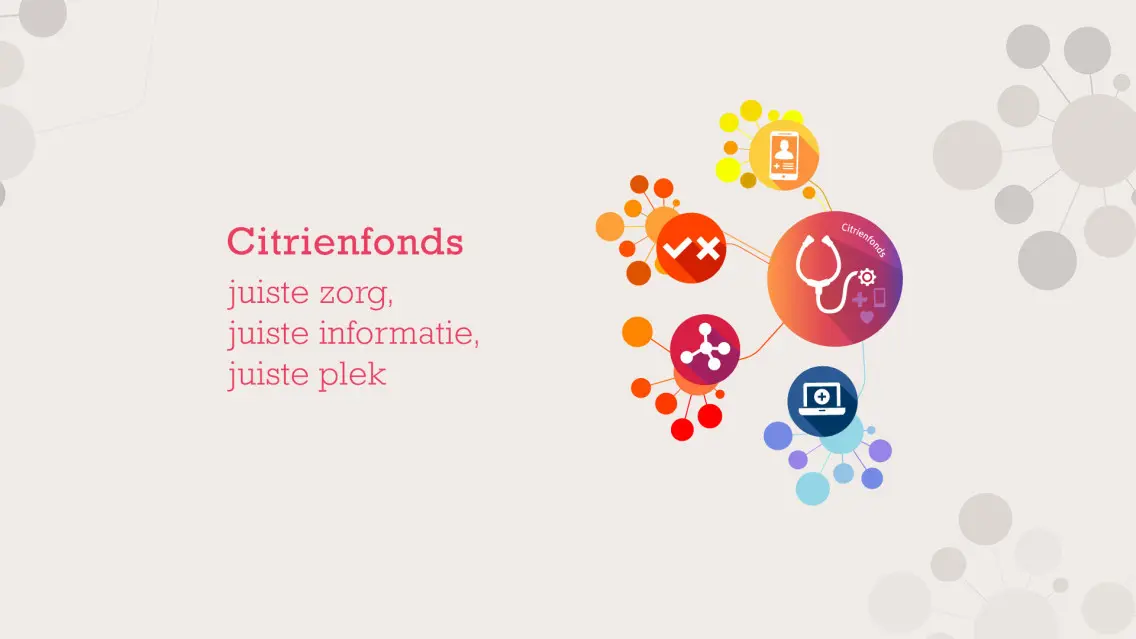 Citrienfonds
juiste zorg,
juiste informatie,
juiste plek
Citrienfonds